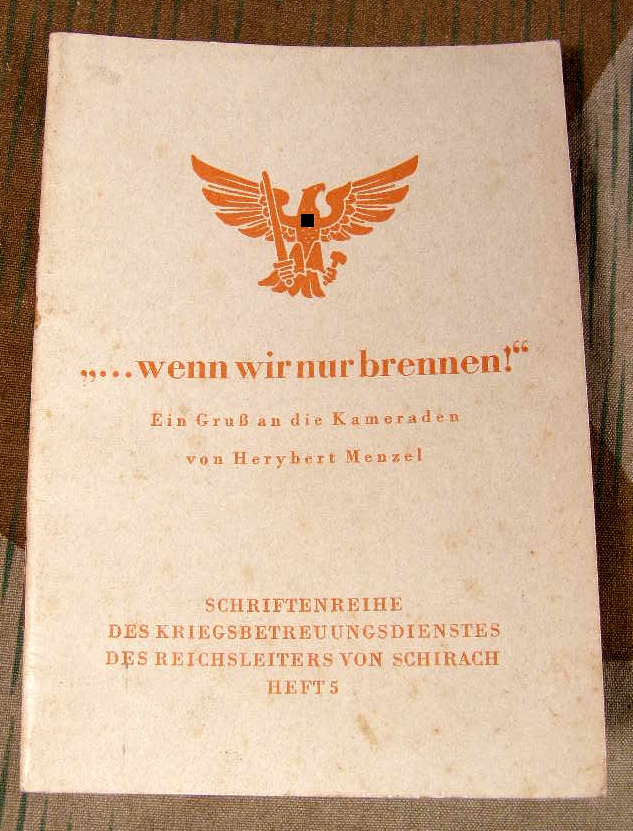 „...wenn wir nur brennen!“
Ein Gruß an die Kameraden
von Herybert Menzel
SCHRIFTENREIHE
DES KRIEGSBETREUUNGSDIENSTES
DES REICHSLEITERS VON SCHIRACH
HEFT 5